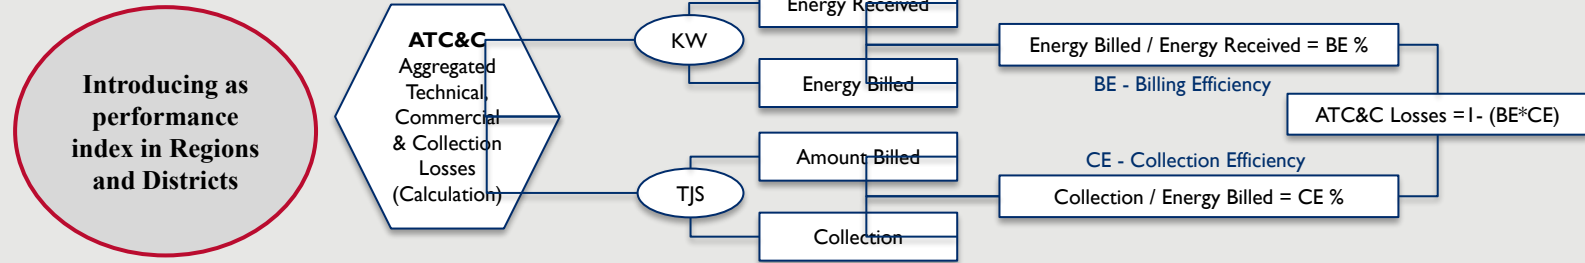 Introducing as
performance
index in Regions
and Districts
ATC&C
Aggregated
Technical,
Commercial
& Collection
Losses
(Calculation)
KW
TJS
Energy Received
Energy Billed
Amount Billed
Collection
Energy Billed / Energy Received = BE %
BE - Billing Efficiency
CE - Collection Efficiency
Collection / Energy Billed = CE %
ATC&C Losses =1- (BE*CE)